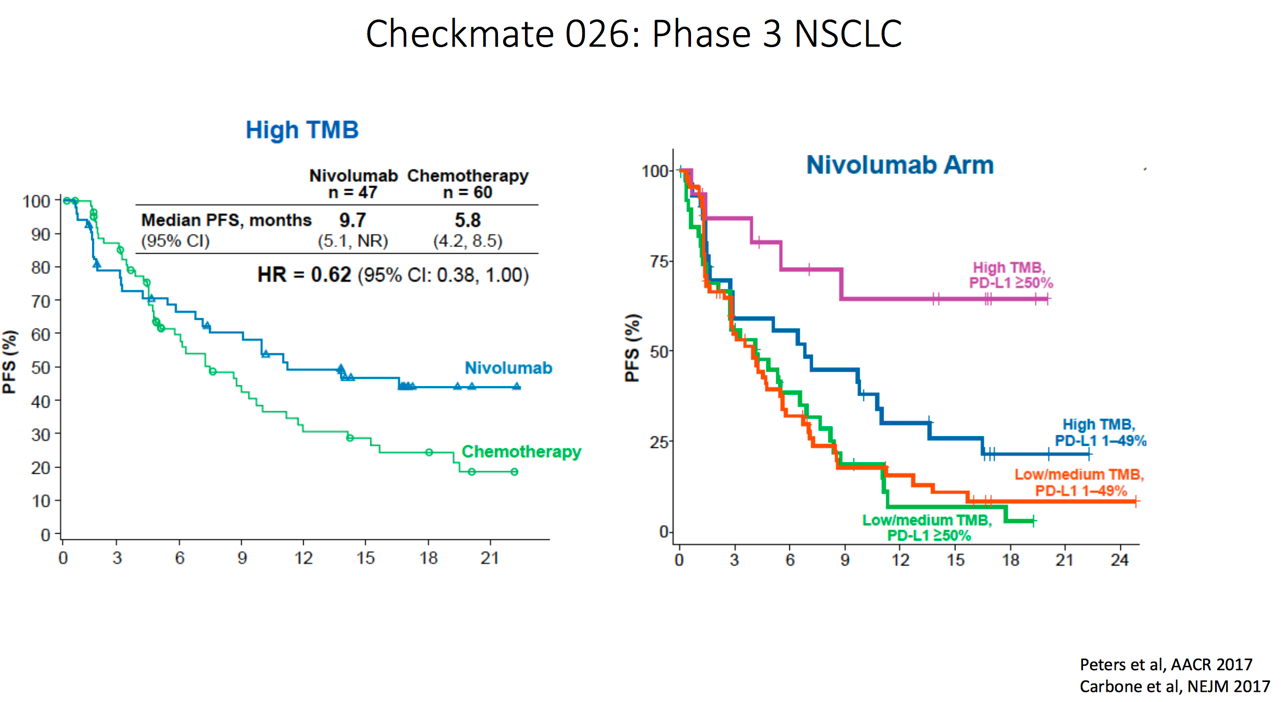 Checkmate 026: Phase 3 NSCLC
High TMB
Nivolumab Chemotherapy
n = 47 n = 60
Median PFS, months 9.7 5.8
(95% CI) (5.1, NR) (4.2, 8.5)
HR = 0.62 (95% CI: 0.38, 1.00)
PFS (%)
100
90
80
70
60
50
40
30
20
10
0
Nivolumab
Chemotherapy
0 3 6 9 12 15 18 21
Nivolumab Arm
PFS (%)
100
75
50
25
0
High TMB,
PD-L1 ≥50%
High TMB,
PD-L1 1–49%
Low/medium TMB,
PD-L1 1–49%
Low/medium TMB,
PD-L1 ≥50%
0 3 6 9 12 15 18 21 24
Peters et al, AACR 2017
Carbone et al, NEJM 2017